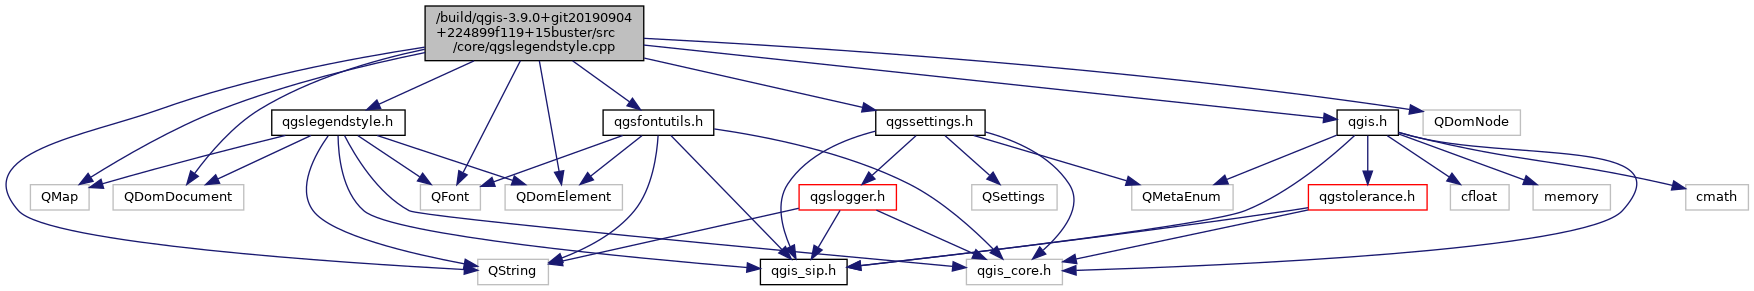 /build/qgis-3.9.0+git20190904
+224899f119+15buster/src
/core/qgslegendstyle.cpp
qgslegendstyle.h
qgsfontutils.h
qgssettings.h
qgis.h
QDomNode
QMap
QDomDocument
QFont
QDomElement
qgslogger.h
QSettings
QMetaEnum
qgstolerance.h
cfloat
memory
cmath
QString
qgis_sip.h
qgis_core.h